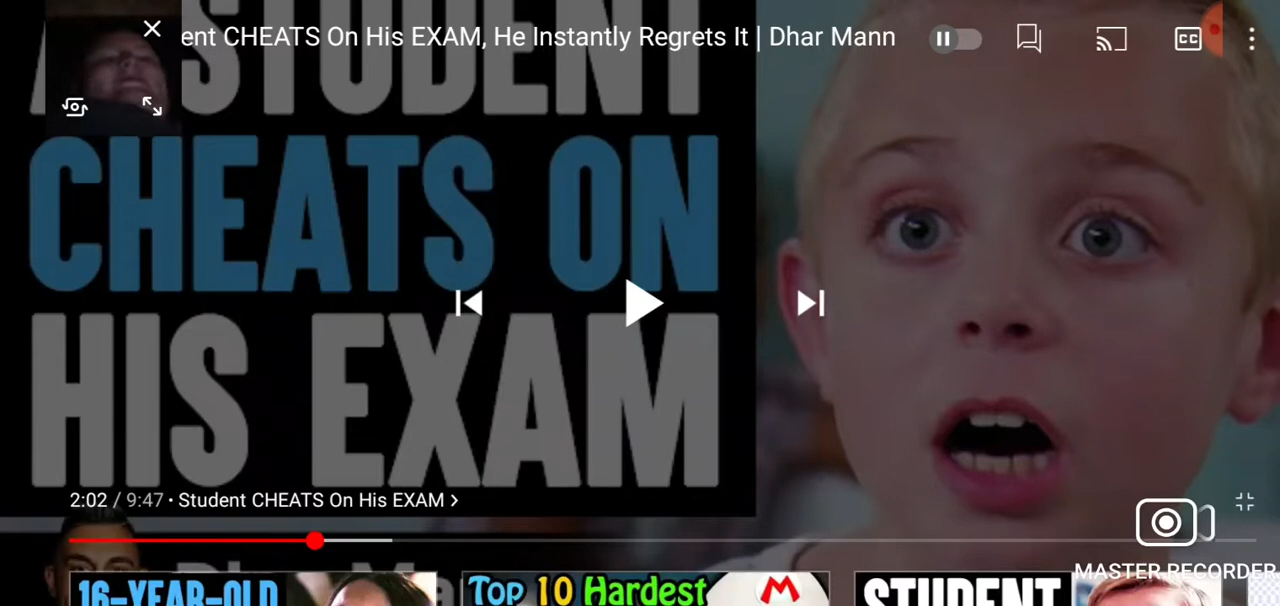 ent CHEATS On His EXAM, He Instantly Regrets It | Dhar Mann
CC
STUDENT
CHEATS ON
HIS EXAM
2:02 / 9:47 • Student CHEATS On His EXAM >
MASTER RECORDER
16-YEAR-OLD
Top 10 Hardest
M
STUDENT